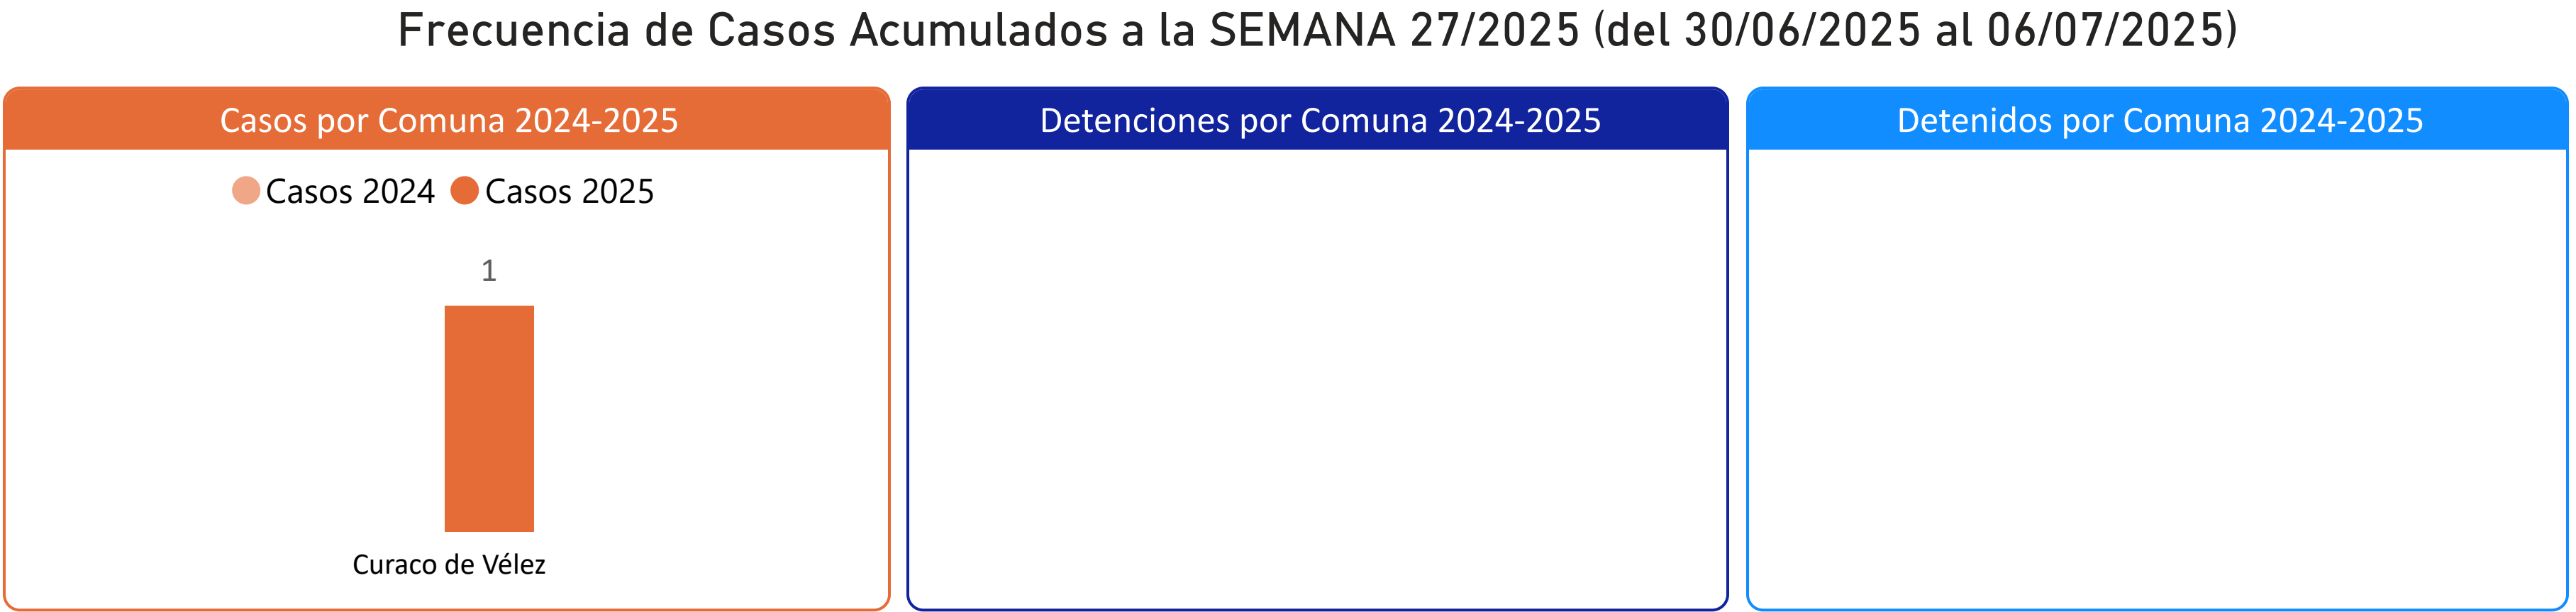 Frecuencia de Casos Acumulados a la SEMANA 27/2025 (del 30/06/2025 al 06/07/2025)
Casos por Comuna 2024-2025
Casos 2024 Casos 2025
1
Curaco de Vélez
Detenciones por Comuna 2024-2025
Detenidos por Comuna 2024-2025